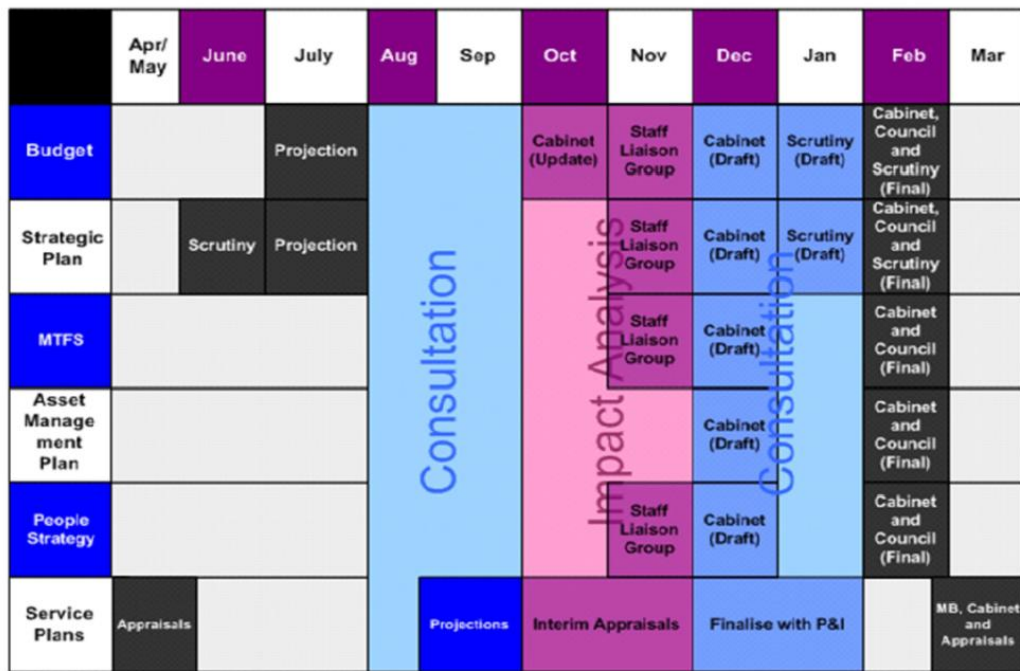 Apr/
May
June
July
Aug
Sep
Oct
Nov
Dec
Jan
Feb
Mar
Budget
Projection
Cabinet
(Update)
Staff
Liaison
Group
Cabinet
(Draft)
Scrutiny
(Draft)
Cabinet,
Council
and
Scrutiny
(Final)
Strategic
Plan
Scrutiny
Projection
Staff
Liaison
Group
Cabinet
(Draft)
Scrutiny
(Draft)
Cabinet,
Council
and
Scrutiny
(Final)
Consultation
Impact Analysis
Consultation
MTFS
Staff
Liaison
Group
Cabinet
(Draft)
Cabinet
and
Council
(Final)
Asset
Manage
ment
Plan
Cabinet
(Draft)
Cabinet
and
Council
(Final)
People
Strategy
Staff
Liaison
Group
Cabinet
(Draft)
Cabinet
and
Council
(Final)
Service
Plans
Appraisals
Projections
Interim Appraisals
Finalise with P&I
MB, Cabinet
and
Appraisals